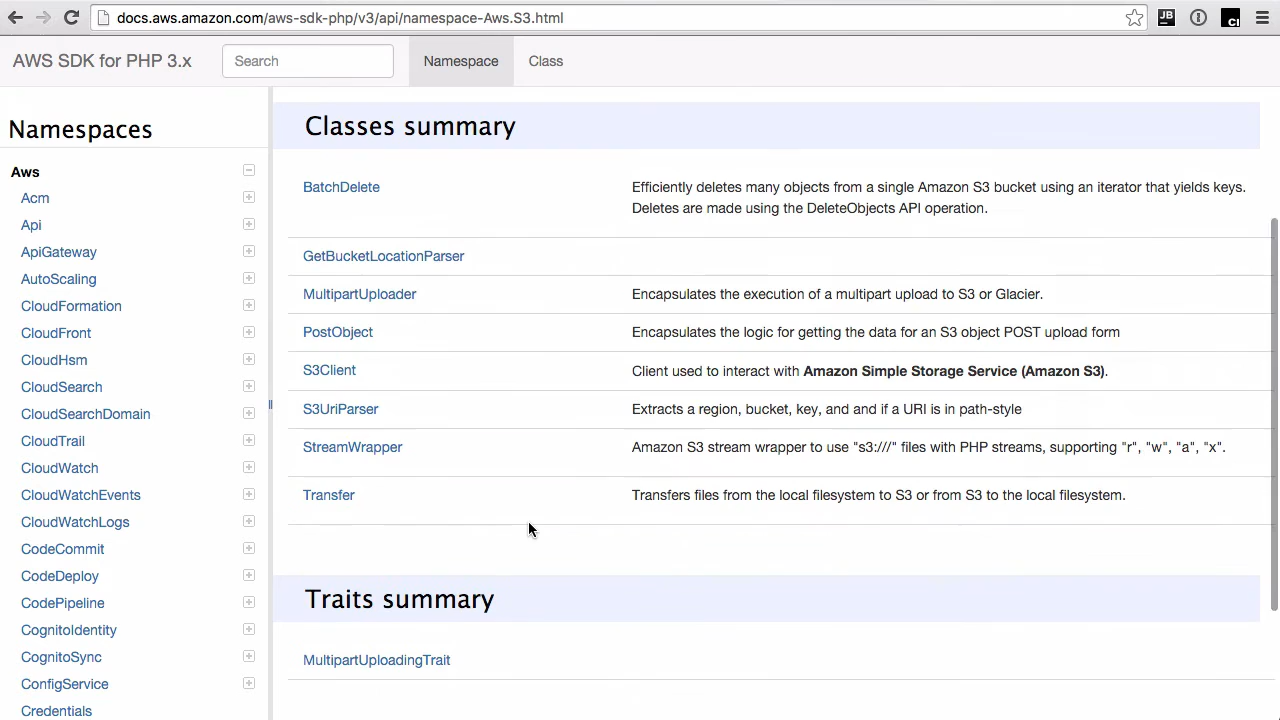 docs.aws.amazon.com/aws-sdk-php/v3/api/namespace-Aws.S3.html
JB
CI
AWS SDK for PHP 3.x
Search
Namespace
Class
Namespaces
Aws
Acm
Api
ApiGateway
AutoScaling
CloudFormation
CloudFront
CloudHsm
CloudSearch
CloudSearchDomain
CloudTrail
CloudWatch
CloudWatchEvents
CloudWatchLogs
CodeCommit
CodeDeploy
CodePipeline
CognitoIdentity
CognitoSync
ConfigService
Credentials
Classes summary
BatchDelete
Efficiently deletes many objects from a single Amazon S3 bucket using an iterator that yields keys.
Deletes are made using the DeleteObjects API operation.
GetBucketLocationParser
MultipartUploader
Encapsulates the execution of a multipart upload to S3 or Glacier.
PostObject
Encapsulates the logic for getting the data for an S3 object POST upload form
S3Client
Client used to interact with Amazon Simple Storage Service (Amazon S3).
S3UriParser
Extracts a region, bucket, key, and and if a URI is in path-style
StreamWrapper
Amazon S3 stream wrapper to use "s3:///" files with PHP streams, supporting "r", "w", "a", "x".
Transfer
Transfers files from the local filesystem to S3 or from S3 to the local filesystem.
Traits summary
MultipartUploadingTrait